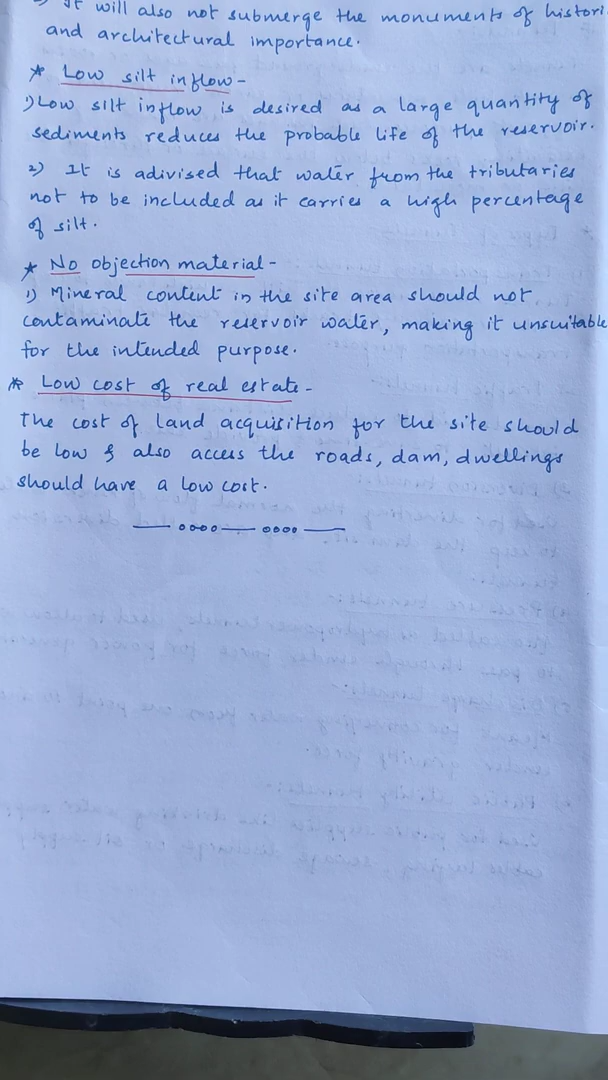 It will also not submerge the monuments of histori
and architectural importance.
* Low silt inflow -
1) Low silt inflow is desired as a large quantity of
sediments reduces the probable life of the reservoir.
2) It is adivised that water from the tributaries
not to be included as it carries a high percentage
of silt.
* No objection material -
1) Mineral content in the site area should not
contaminate the reservoir water, making it unsuitable
for the intended purpose.
* Low cost of real estate -
The cost of land acquisition for the site should
be low & also access the roads, dam, dwellings
should have a low cost.